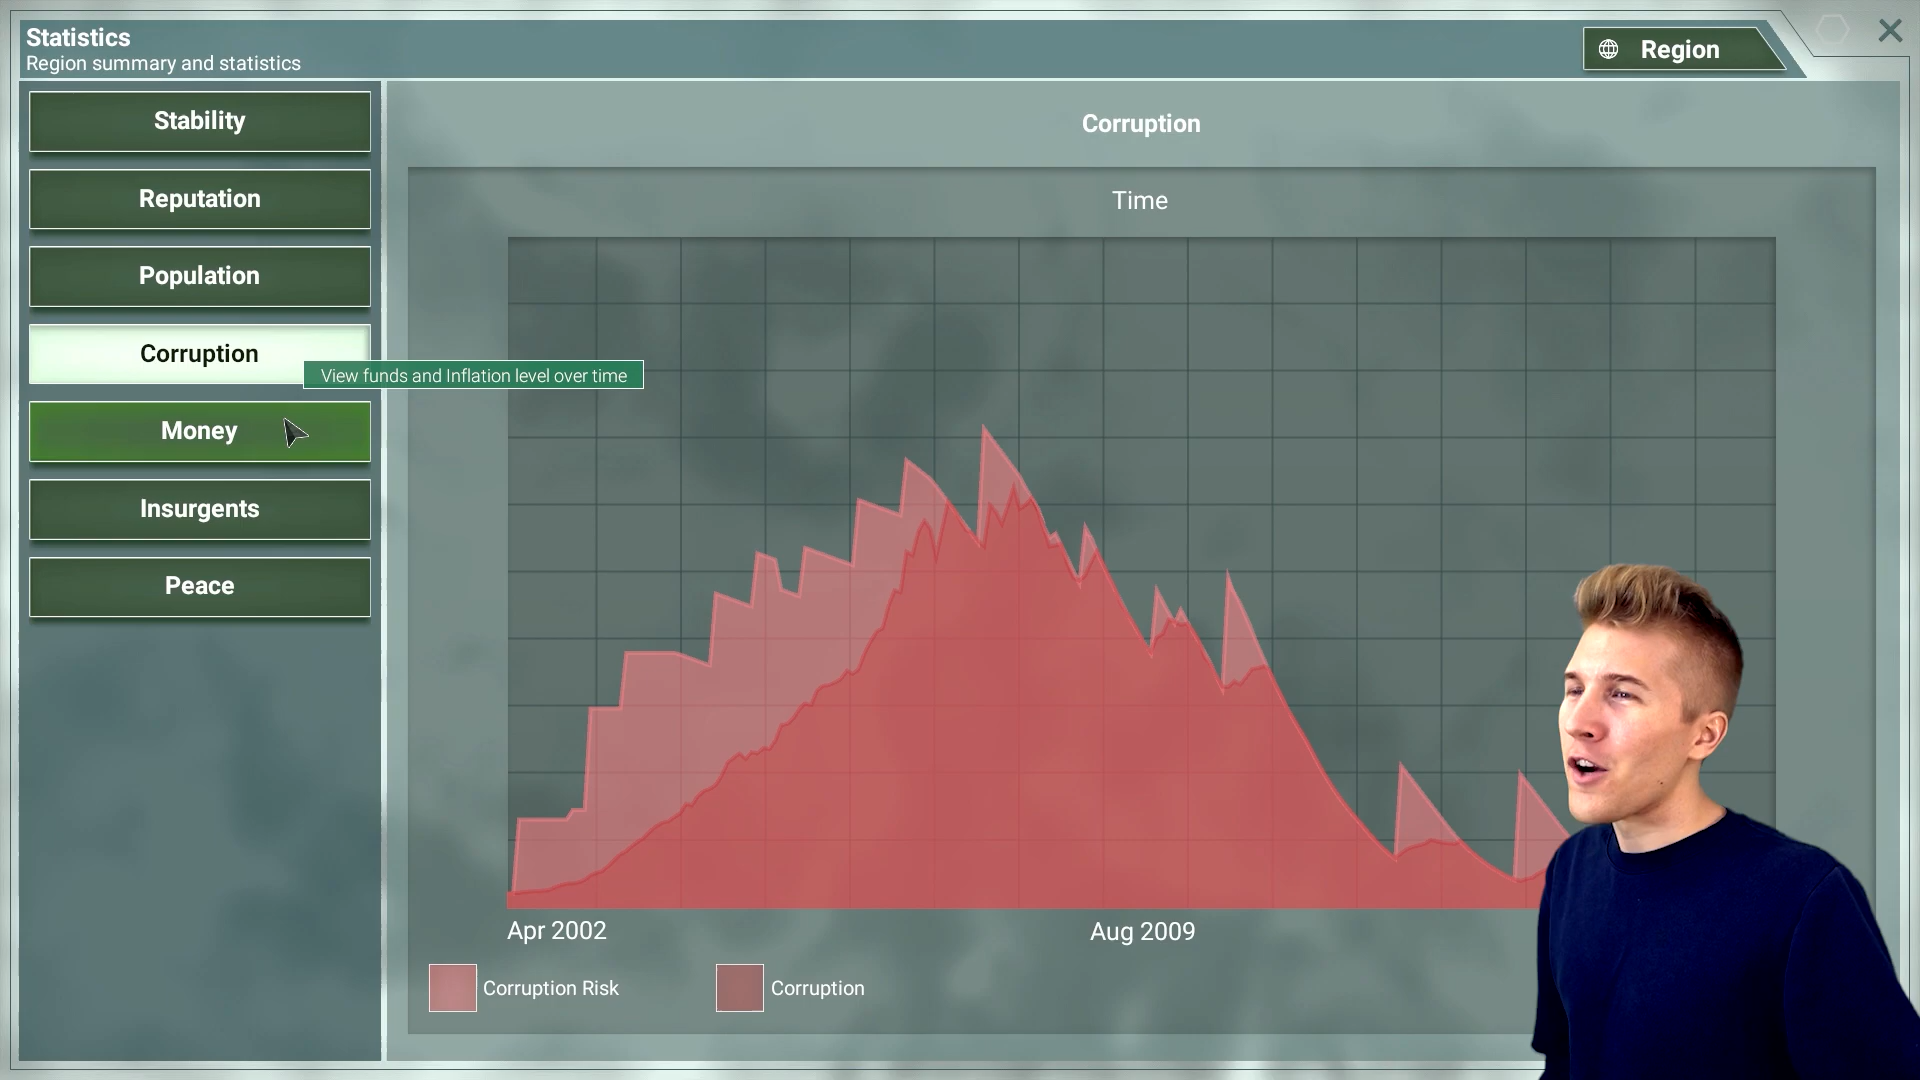 Statistics
Region summary and statistics
Region
Stability
Reputation
Population
Corruption
View funds and Inflation level over time
Money
Insurgents
Peace
Corruption
Time
Apr 2002
Aug 2009
Corruption Risk
Corruption